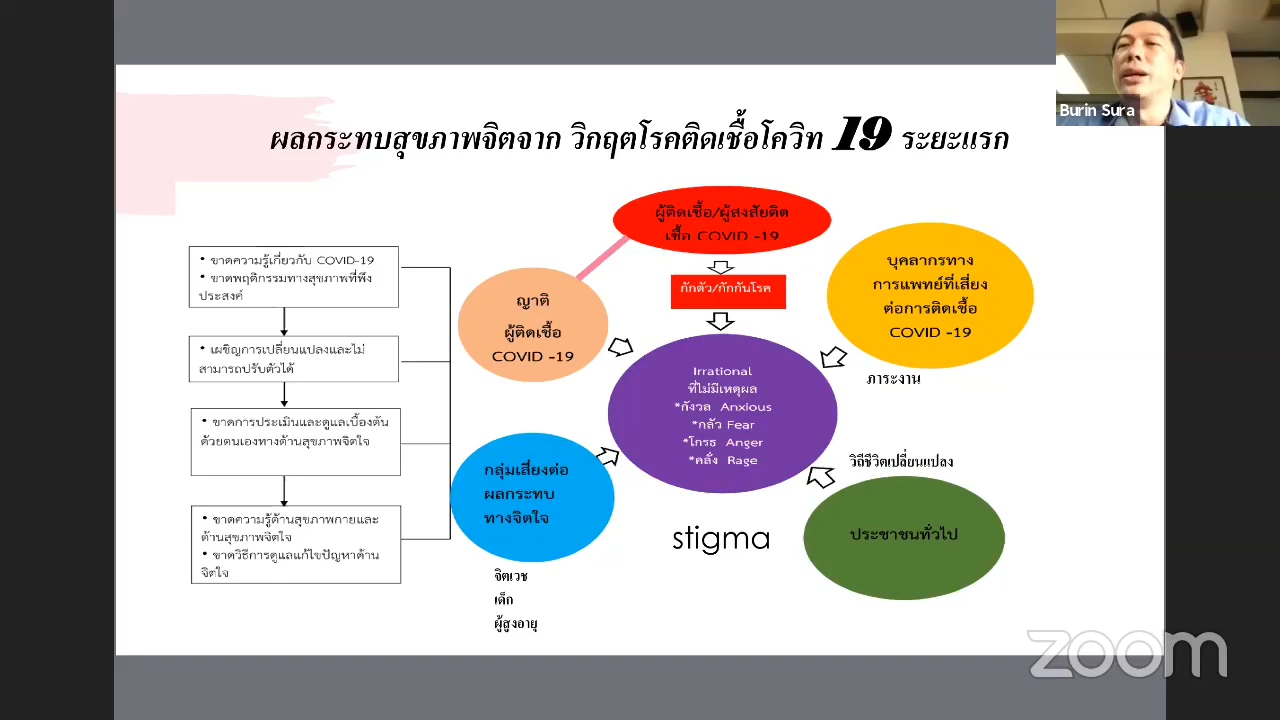 ผลกระทบสุขภาพจิตจาก วิกฤตโรคติดเชื้อโควิท 19 ระยะแรก
Burin Sura
• ขาดความรู้เกี่ยวกับ COVID-19
• ขาดพฤติกรรมทางสุขภาพที่พึง
ประสงค์
• เผชิญการเปลี่ยนแปลงและไม่
สามารถปรับตัวได้
• ขาดการประเมินและดูแลเบื้องต้น
ด้วยตนเองทางด้านสุขภาพจิตใจ
• ขาดความรู้ด้านสุขภาพกายและ
ด้านสุขภาพจิตใจ
• ขาดวิธีการดูแลแก้ไขปัญหาด้าน
จิตใจ
ญาติ
ผู้ติดเชื้อ
COVID -19
กลุ่มเสี่ยงต่อ
ผลกระทบ
ทางจิตใจ
จิตเวช
เด็ก
ผู้สูงอายุ
ผู้ติดเชื้อ/ผู้สงสัยติด
เชื้อ COVID -19
กักตัว/กักกันโรค
Irrational
ที่ไม่มีเหตุผล
*กังวล Anxious
*กลัว Fear
*โกรธ Anger
*คลั่ง Rage
stigma
บุคลากรทาง
การแพทย์ที่เสี่ยง
ต่อการติดเชื้อ
COVID -19
ภาระงาน
วิถีชีวิตเปลี่ยนแปลง
ประชาชนทั่วไป
zoom